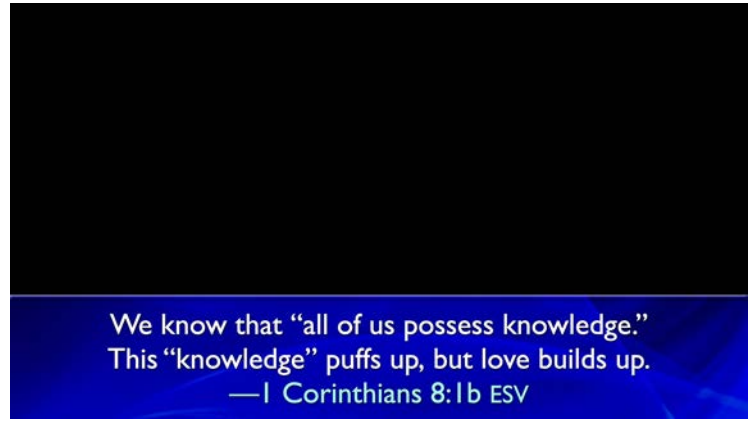 We know that “all of us possess knowledge.”
This “knowledge” puffs up, but love builds up.
—1 Corinthians 8:1b ESV